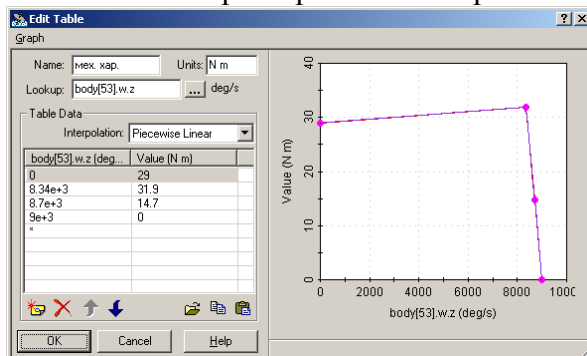 Edit Table
Graph
Name: мех. хар. Units: N m
Lookup: body[53].w.z ... deg/s
Table Data
Interpolation: Piecewise Linear
body[53].w.z (deg... Value (N m)
0 29
8.34e+3 31.9
8.7e+3 14.7
9e+3 0
*
OK Cancel Help
40
30
20
10
0
Value (N m)
0 2000 4000 6000 8000 1000C
body[53].w.z (deg/s)